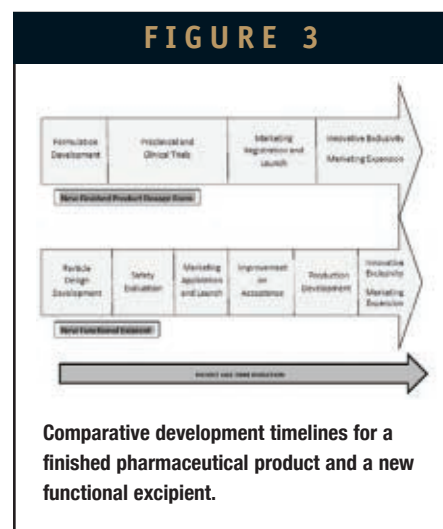 FIGURE 3
Formulation
Development
Preclinical and
Clinical Trials
Marketing
Registration and
Launch
Innovative Exclusivity
Marketing Expansion
New Finished Product Dosage Form
Particle
Design
Development
Safety
Evaluation
Marketing
Application
and Launch
Improvement
on
Acceptance
Production
Development
Innovative
Exclusivity
Marketing
Expansion
New Functional Excipient
Comparative development timelines for a
finished pharmaceutical product and a new
functional excipient.